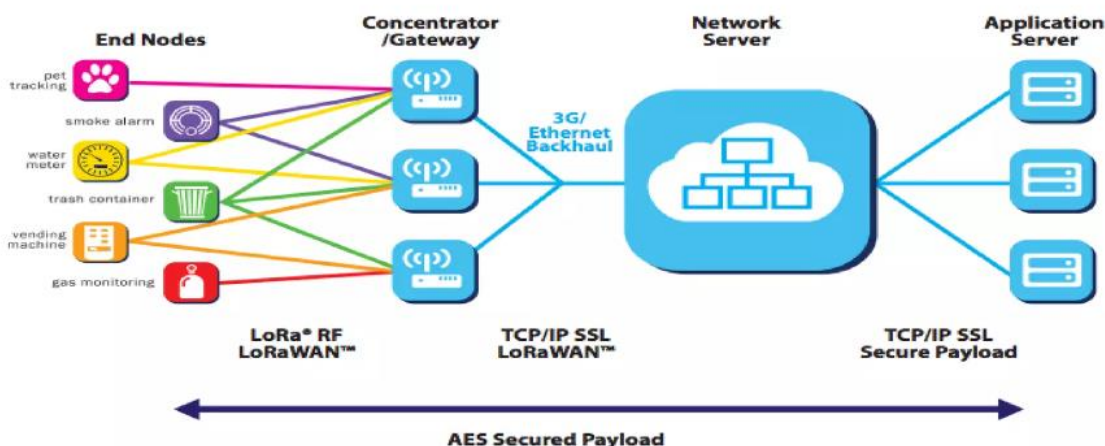 End Nodes
Concentrator
/Gateway
Network
Server
Application
Server
pet
tracking
smoke alarm
water
meter
trash container
vending
machine
gas monitoring
3G/
Ethernet
Backhaul
LoRa® RF
LoRaWAN™
TCP/IP SSL
LoRaWAN™
TCP/IP SSL
Secure Payload
AES Secured Payload